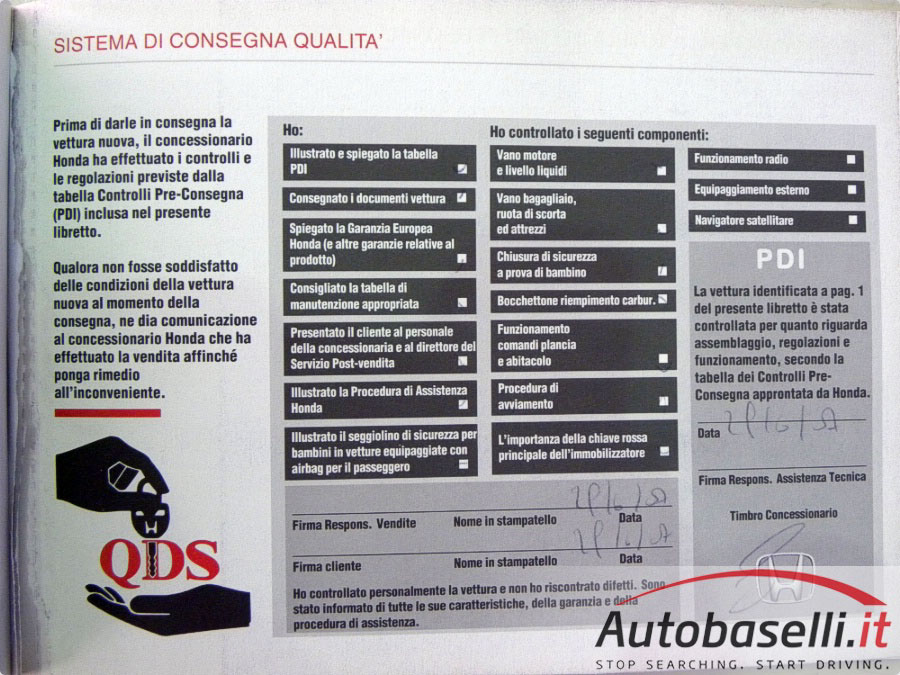 SISTEMA DI CONSEGNA QUALITA'
Prima di darle in consegna la
vettura nuova, il concessionario
Honda ha effettuato i controlli e
le regolazioni previste dalla
tabella Controlli Pre-Consegna
(PDI) inclusa nel presente
libretto.
Qualora non fosse soddisfatto
delle condizioni della vettura
nuova al momento della
consegna, ne dia comunicazione
al concessionario Honda che ha
effettuato la vendita affinché
ponga rimedio
all'inconveniente.
QDS
Ho:
Illustrato e spiegato la tabella
PDI
Consegnato i documenti vettura
Spiegato la Garanzia Europea
Honda (e altre garanzie relative al
prodotto)
Consigliato la tabella di
manutenzione appropriata
Presentato il cliente al personale
della concessionaria e al direttore del
Servizio Post-vendita
Illustrato la Procedura di Assistenza
Honda
Illustrato il seggiolino di sicurezza per
bambini in vetture equipaggiate con
airbag per il passeggero
Ho controllato i seguenti componenti:
Vano motore
e livello liquidi
Vano bagagliaio,
ruota di scorta
ed attrezzi
Chiusura di sicurezza
a prova di bambino
Bocchettone riempimento carbur.
Funzionamento
comandi plancia
e abitacolo
Procedura di
avviamento
L'importanza della chiave rossa
principale dell'immobilizzatore
Funzionamento radio
Equipaggiamento esterno
Navigatore satellitare
PDI
La vettura identificata a pag. 1
del presente libretto è stata
controllata per quanto riguarda
assemblaggio, regolazioni e
funzionamento, secondo la
tabella dei Controlli Pre-
Consegna approntata da Honda.
Data
Firma Respons. Assistenza Tecnica
Timbro Concessionario
Firma Respons. Vendite Nome in stampatello Data
Firma cliente Nome in stampatello Data
Ho controllato personalmente la vettura e non ho riscontrato difetti. Sono
stato informato di tutte le sue caratteristiche, della garanzia e della
procedura di assistenza.
Autobaselli.it
STOP SEARCHING. START DRIVING.